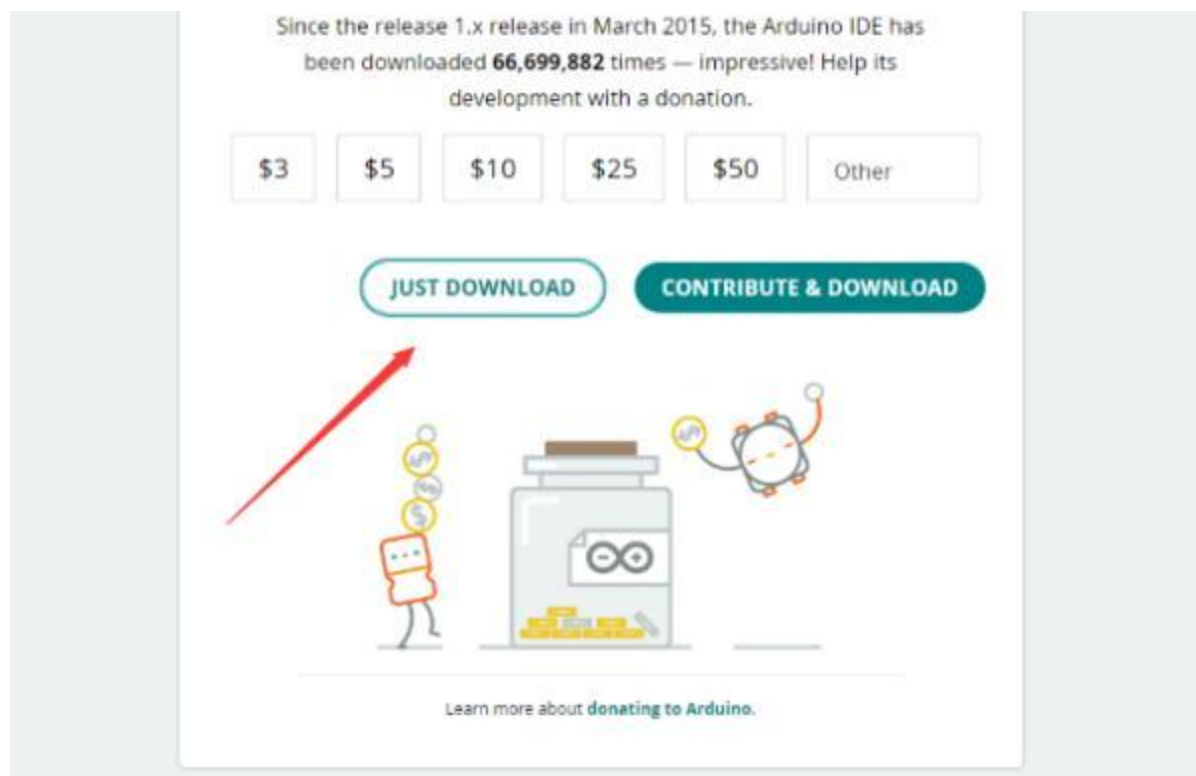 Since the release 1.x release in March 2015, the Arduino IDE has
been downloaded 66,699,882 times — impressive! Help its
development with a donation.
$3 $5 $10 $25 $50 Other
JUST DOWNLOAD CONTRIBUTE & DOWNLOAD
Learn more about donating to Arduino.